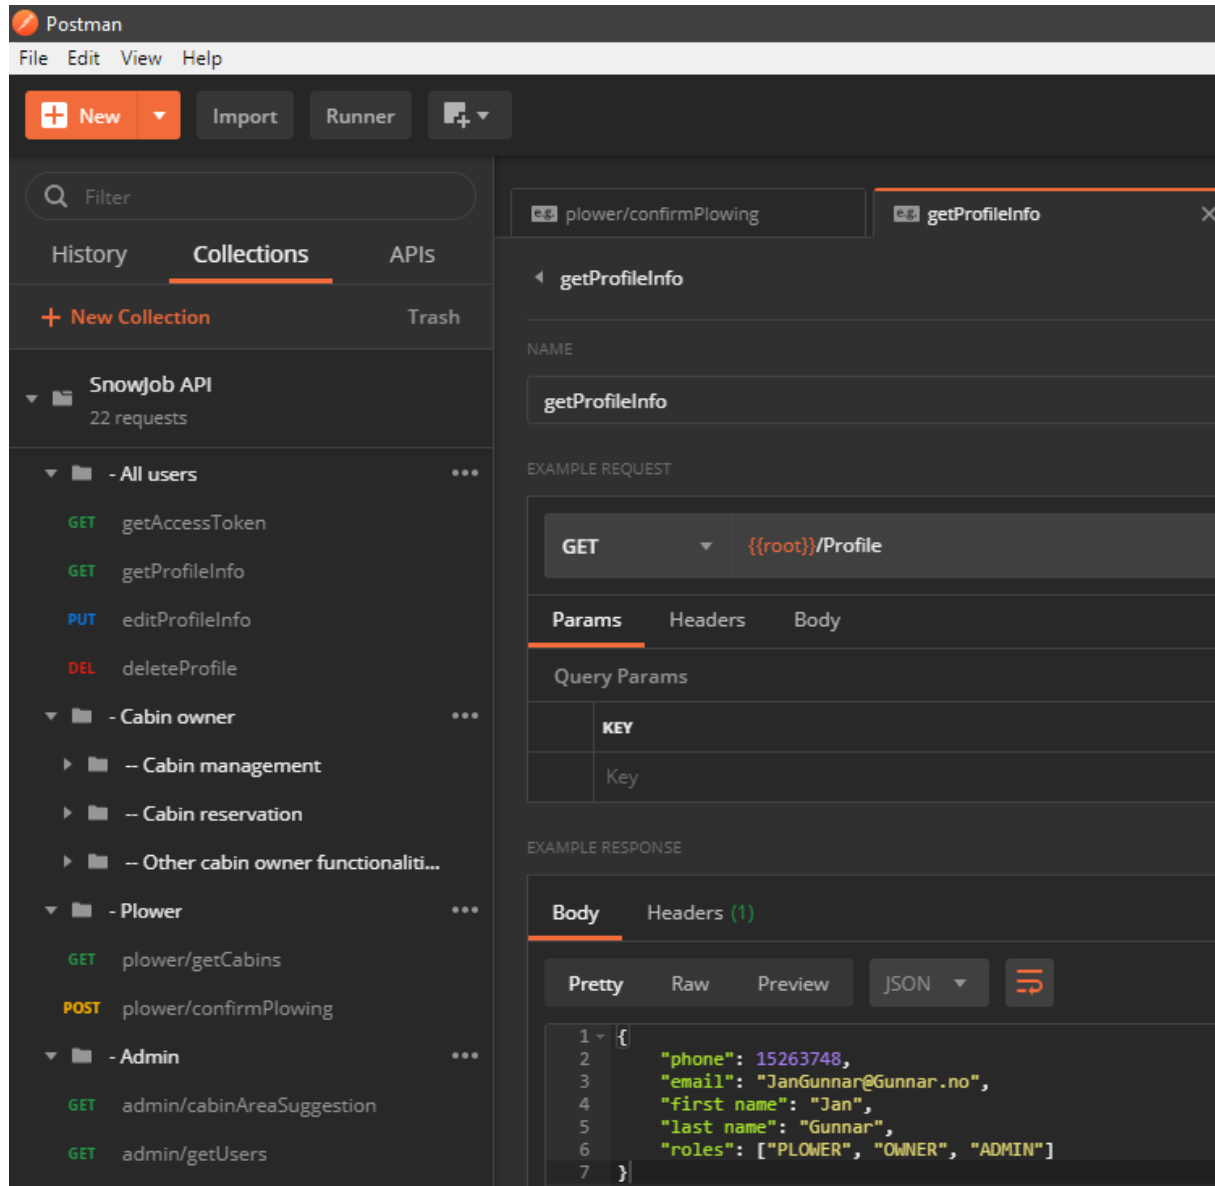 Postman
File Edit View Help
New Import Runner
Filter
History Collections APIs
+ New Collection Trash
SnowJob API
22 requests
- All users •••
GET getAccessToken
GET getProfileInfo
PUT editProfileInfo
DEL deleteProfile
- Cabin owner •••
-- Cabin management
-- Cabin reservation
-- Other cabin owner functionaliti...
- Plower •••
GET plower/getCabins
POST plower/confirmPlowing
- Admin •••
GET admin/cabinAreaSuggestion
GET admin/getUsers
e.g. plower/confirmPlowing e.g. getProfileInfo
getProfileInfo
NAME
getProfileInfo
EXAMPLE REQUEST
GET {{root}}/Profile
Params Headers Body
Query Params
KEY
Key
EXAMPLE RESPONSE
Body Headers (1)
Pretty Raw Preview JSON
1 {
2 "phone": 15263748,
3 "email": "JanGunnar@Gunnar.no",
4 "first name": "Jan",
5 "last name": "Gunnar",
6 "roles": ["PLOWER", "OWNER", "ADMIN"]
7 }